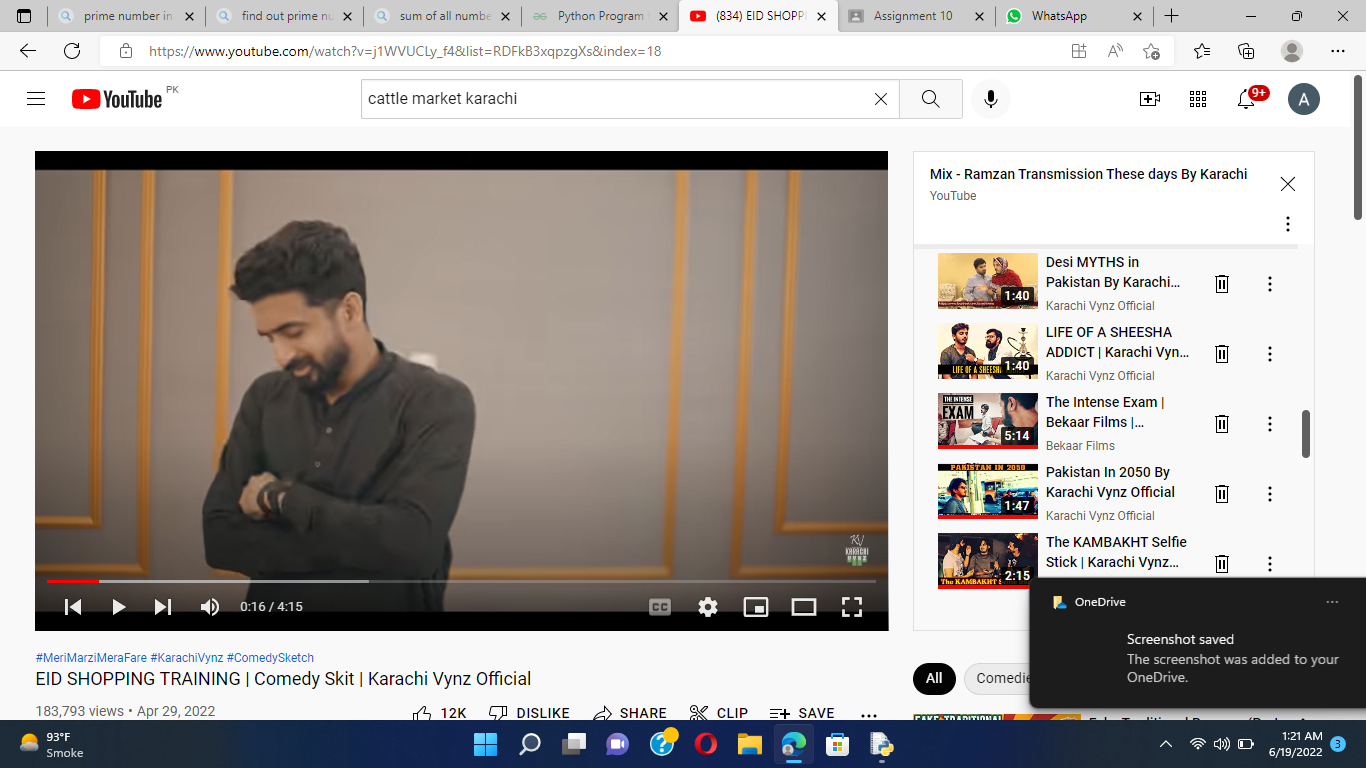 prime number in
find out prime nu
sum of all numbe
Python Program
(834) EID SHOPP
Assignment 10
WhatsApp
https://www.youtube.com/watch?v=j1WVUCLy_f4&list=RDFkB3xqpzgXs&index=18
YouTube PK
cattle market karachi
9+
A
Mix - Ramzan Transmission These days By Karachi
YouTube
Desi MYTHS in
Pakistan By Karachi...
Karachi Vynz Official
1:40
LIFE OF A SHEESHA
ADDICT | Karachi Vyn...
Karachi Vynz Official
LIFE OF A SHEESHA
1:40
The Intense Exam |
Bekaar Films |...
Bekaar Films
THE INTENSE
EXAM
5:14
Pakistan In 2050 By
Karachi Vynz Official
Karachi Vynz Official
PAKISTAN IN 2050
1:47
The KAMBAKHT Selfie
Stick | Karachi Vynz...
The KAMBAKHT S
2:15
KV
KARACHI
VYNZ
0:16 / 4:15
CC
#MeriMarziMeraFare #KarachiVynz #ComedySketch
EID SHOPPING TRAINING | Comedy Skit | Karachi Vynz Official
183,793 views • Apr 29, 2022
12K
DISLIKE
SHARE
CLIP
SAVE
All
Comedie
OneDrive
Screenshot saved
The screenshot was added to your
OneDrive.
93°F
Smoke
1:21 AM
6/19/2022
3